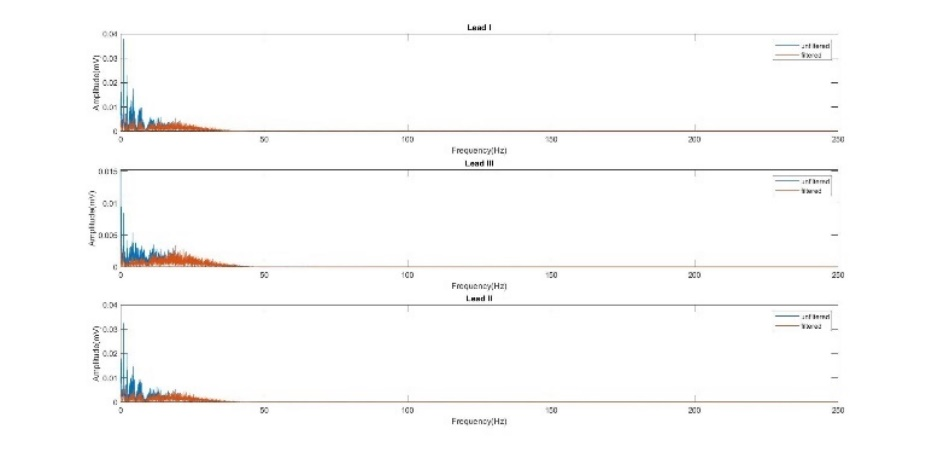 Lead I
0.04
0.03
0.02
0.01
0
Amplitude(mV)
unfiltered
filtered
0 50 100 150 200 250
Frequency(Hz)
Lead III
0.015
0.01
0.005
0
Amplitude(mV)
unfiltered
filtered
0 50 100 150 200 250
Frequency(Hz)
Lead II
0.04
0.03
0.02
0.01
0
Amplitude(mV)
unfiltered
filtered
0 50 100 150 200 250
Frequency(Hz)